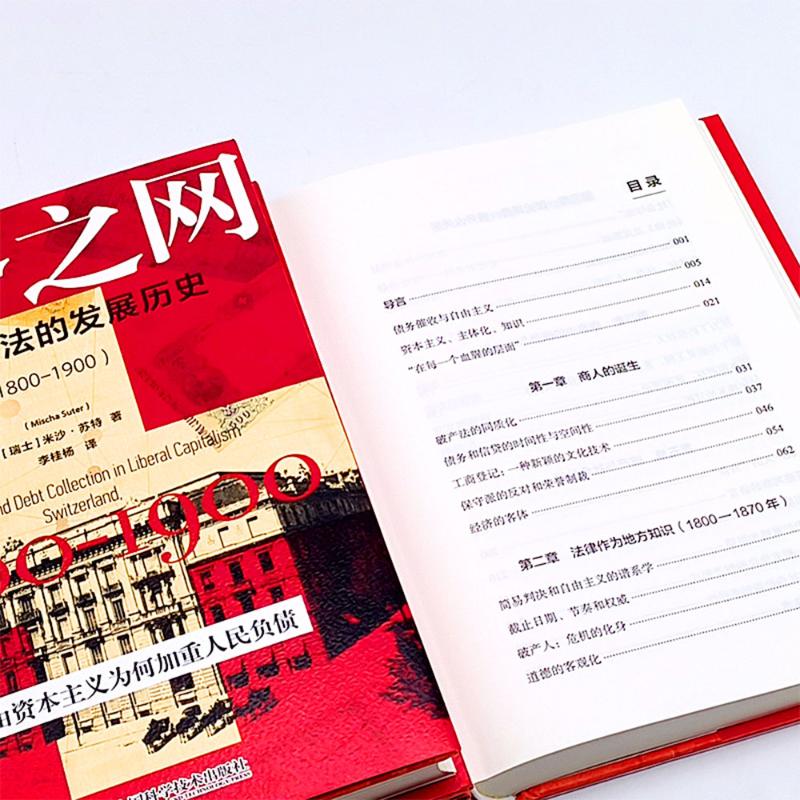 之网
法的发展历史
1800-1900)
(Mischa Suter)
[瑞士]米沙·苏特 著
李桂杨 译
nd Debt Collection in Liberal Capitalism
Switzerland,
00-1900
由资本主义为何加重人民负债
国科学技术出版社
目录
导言 001
债务催收与自由主义 005
资本主义、主体化、知识 014
“在每一个血腥的层面” 021
第一章 商人的诞生
破产法的同质化 031
债务和信贷的时间性与空间性 037
工商登记:一种新颖的文化技术 046
保守派的反对和荣誉制裁 054
经济的客体 062
第二章 法律作为地方知识(1800—1870年)
简易判决和自由主义的谱系学
截止日期、节奏和权威
破产人:危机的化身
道德的客观化